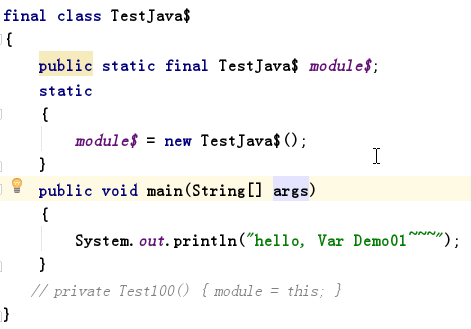 final class TestJava$
{
public static final TestJava$ module$;
static
{
module$ = new TestJava$();
}
public void main(String[] args)
{
System.out.println("hello, Var Demo01~~~");
}
// private Test100() { module = this; }
}